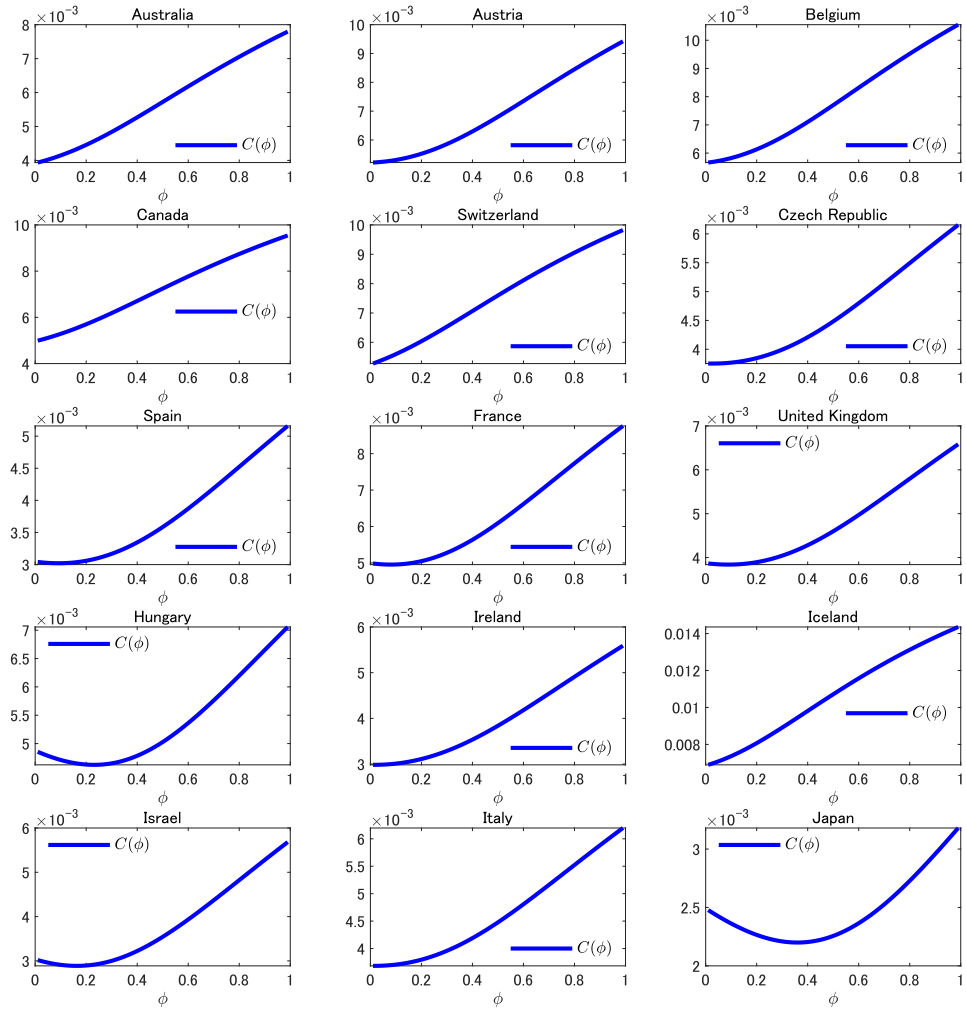 Australia
×10⁻³
8
7
6
5
4
C(ϕ)
0 0.2 0.4 0.6 0.8 1
ϕ
Austria
×10⁻³
10
9
8
7
6
C(ϕ)
0 0.2 0.4 0.6 0.8 1
ϕ
Belgium
×10⁻³
10
9
8
7
6
C(ϕ)
0 0.2 0.4 0.6 0.8 1
ϕ
Canada
×10⁻³
10
8
6
4
C(ϕ)
0 0.2 0.4 0.6 0.8 1
ϕ
Switzerland
×10⁻³
10
9
8
7
6
C(ϕ)
0 0.2 0.4 0.6 0.8 1
ϕ
Czech Republic
×10⁻³
6
5.5
5
4.5
4
C(ϕ)
0 0.2 0.4 0.6 0.8 1
ϕ
Spain
×10⁻³
5
4.5
4
3.5
3
C(ϕ)
0 0.2 0.4 0.6 0.8 1
ϕ
France
×10⁻³
8
7
6
5
C(ϕ)
0 0.2 0.4 0.6 0.8 1
ϕ
United Kingdom
×10⁻³
7
6
5
4
C(ϕ)
0 0.2 0.4 0.6 0.8 1
ϕ
Hungary
×10⁻³
7
6.5
6
5.5
5
C(ϕ)
0 0.2 0.4 0.6 0.8 1
ϕ
Ireland
×10⁻³
6
5
4
3
C(ϕ)
0 0.2 0.4 0.6 0.8 1
ϕ
Iceland
0.014
0.012
0.01
0.008
C(ϕ)
0 0.2 0.4 0.6 0.8 1
ϕ
Israel
×10⁻³
6
5
4
3
C(ϕ)
0 0.2 0.4 0.6 0.8 1
ϕ
Italy
×10⁻³
6
5.5
5
4.5
4
C(ϕ)
0 0.2 0.4 0.6 0.8 1
ϕ
Japan
×10⁻³
3
2.5
2
C(ϕ)
0 0.2 0.4 0.6 0.8 1
ϕ